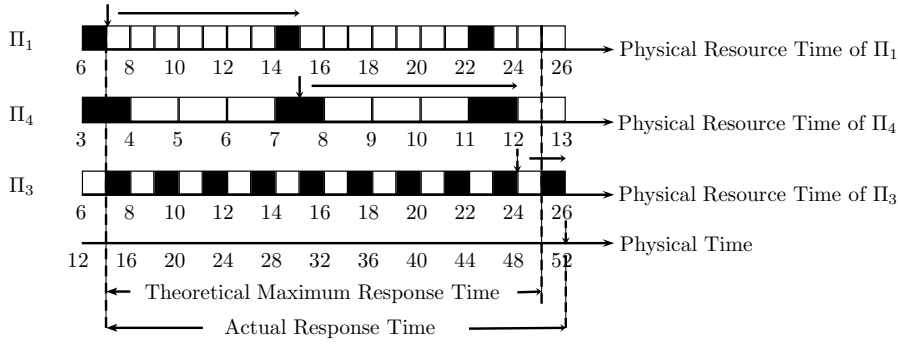 Π1
6 8 10 12 14 16 18 20 22 24 26
Physical Resource Time of Π1
Π4
3 4 5 6 7 8 9 10 11 12 13
Physical Resource Time of Π4
Π3
6 8 10 12 14 16 18 20 22 24 26
Physical Resource Time of Π3
Physical Time
12 16 20 24 28 32 36 40 44 48 52
Theoretical Maximum Response Time
Actual Response Time